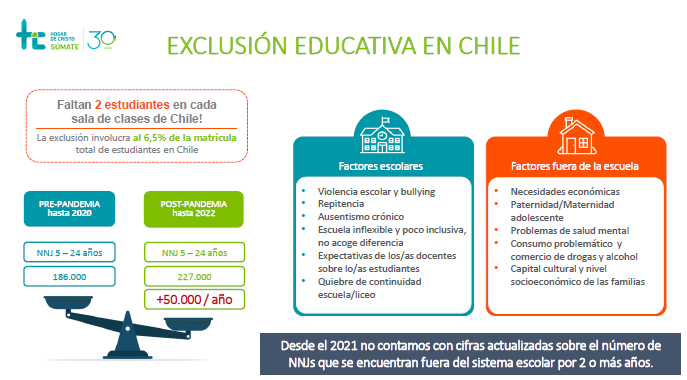 HOGAR
DE CRISTO
SÚMATE
30
EXCLUSIÓN EDUCATIVA EN CHILE
Faltan 2 estudiantes en cada
sala de clases de Chile!
La exclusión involucra al 6,5% de la matrícula
total de estudiantes en Chile
PRE-PANDEMIA
hasta 2020
NNJ 5 – 24 años
186.000
POST-PANDEMIA
hasta 2022
NNJ 5 – 24 años
227.000
+50.000 / año
Factores escolares
• Violencia escolar y bullying
• Repitencia
• Ausentismo crónico
• Escuela inflexible y poco inclusiva,
no acoge diferencia
• Expectativas de los/as docentes
sobre lo/as estudiantes
• Quiebre de continuidad
escuela/liceo
Factores fuera de la escuela
• Necesidades económicas
• Paternidad/Maternidad
adolescente
• Problemas de salud mental
• Consumo problemático y
comercio de drogas y alcohol
• Capital cultural y nivel
socioeconómico de las familias
Desde el 2021 no contamos con cifras actualizadas sobre el número de
NNJs que se encuentran fuera del sistema escolar por 2 o más años.